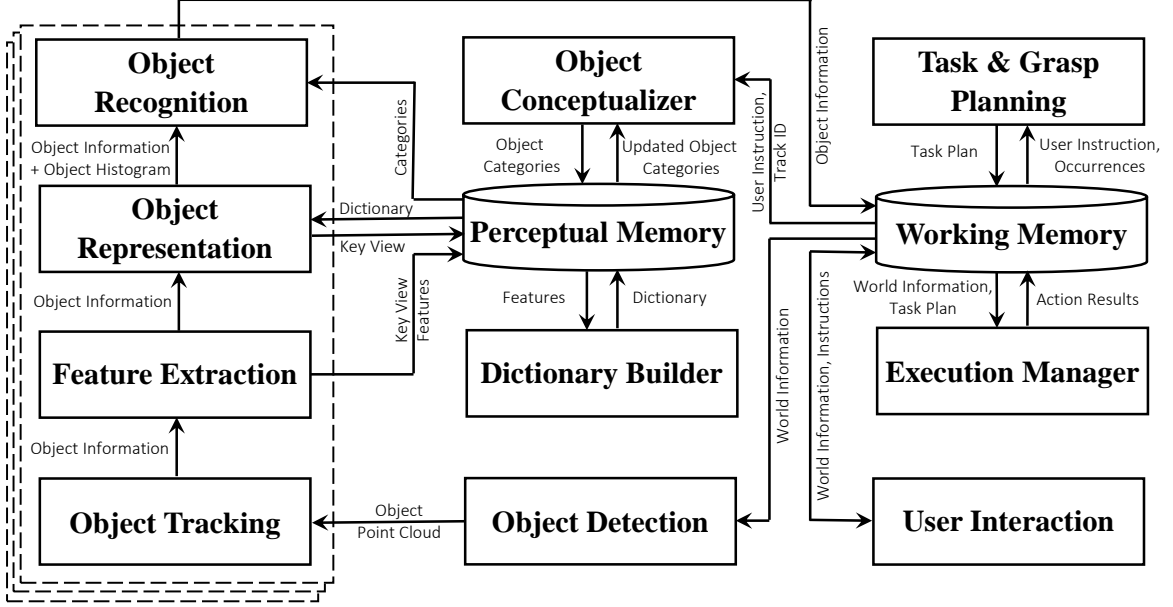 Object
Recognition
Object Information
+ Object Histogram
Object
Representation
Object Information
Feature Extraction
Object Information
Object Tracking
Categories
Dictionary
Key View
Key View
Features
Object
Point Cloud
Object
Conceptualizer
Object
Categories
Updated Object
Categories
Perceptual Memory
Features
Dictionary
Dictionary Builder
Object Detection
User Instruction,
Track ID
Object Information
World Information
World Information, Instructions
Task & Grasp
Planning
Task Plan
User Instruction,
Occurrences
Working Memory
World Information,
Task Plan
Action Results
Execution Manager
User Interaction